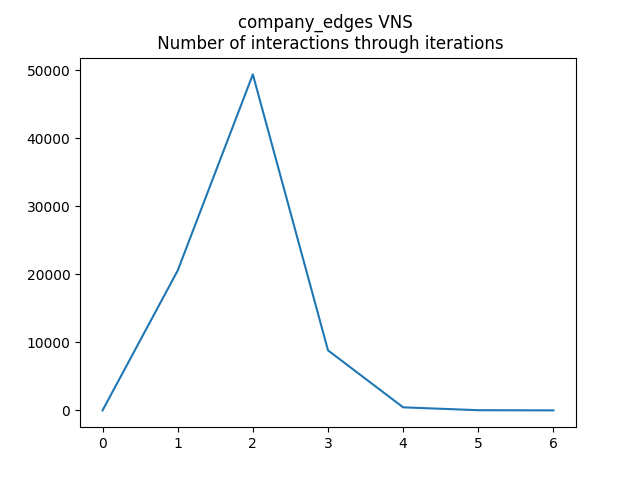 company_edges VNS
Number of interactions through iterations
50000
40000
30000
20000
10000
0
0 1 2 3 4 5 6